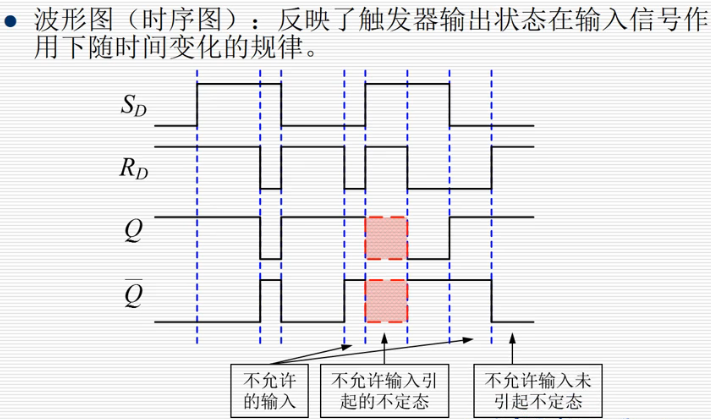 ● 波形图（时序图）：反映了触发器输出状态在输入信号作
用下随时间变化的规律。
S_D
R_D
Q
Q̅
不允许
的输入
不允许输入引
起的不定态
不允许输入未
引起不定态